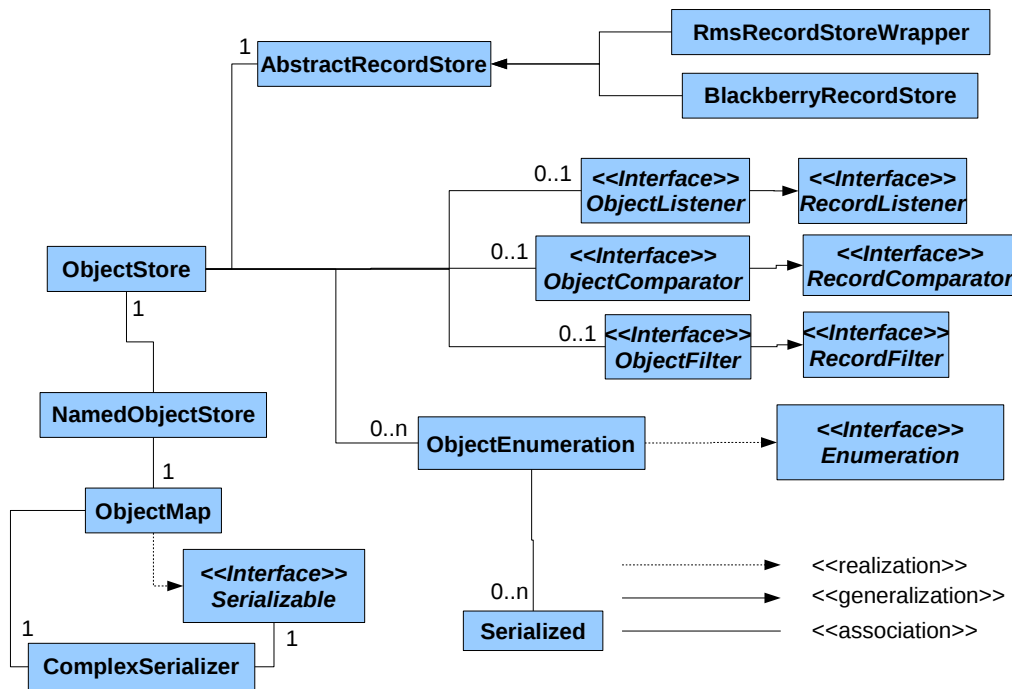 RmsRecordStoreWrapper
1
AbstractRecordStore
BlackberryRecordStore
0..1
<<Interface>>
ObjectListener
<<Interface>>
RecordListener
ObjectStore
0..1
<<Interface>>
ObjectComparator
<<Interface>>
RecordComparator
1
0..1
<<Interface>>
ObjectFilter
<<Interface>>
RecordFilter
NamedObjectStore
0..n
ObjectEnumeration
<<Interface>>
Enumeration
1
ObjectMap
<<Interface>>
Serializable
0..n
Serialized
1
1
ComplexSerializer
<<realization>>
<<generalization>>
<<association>>